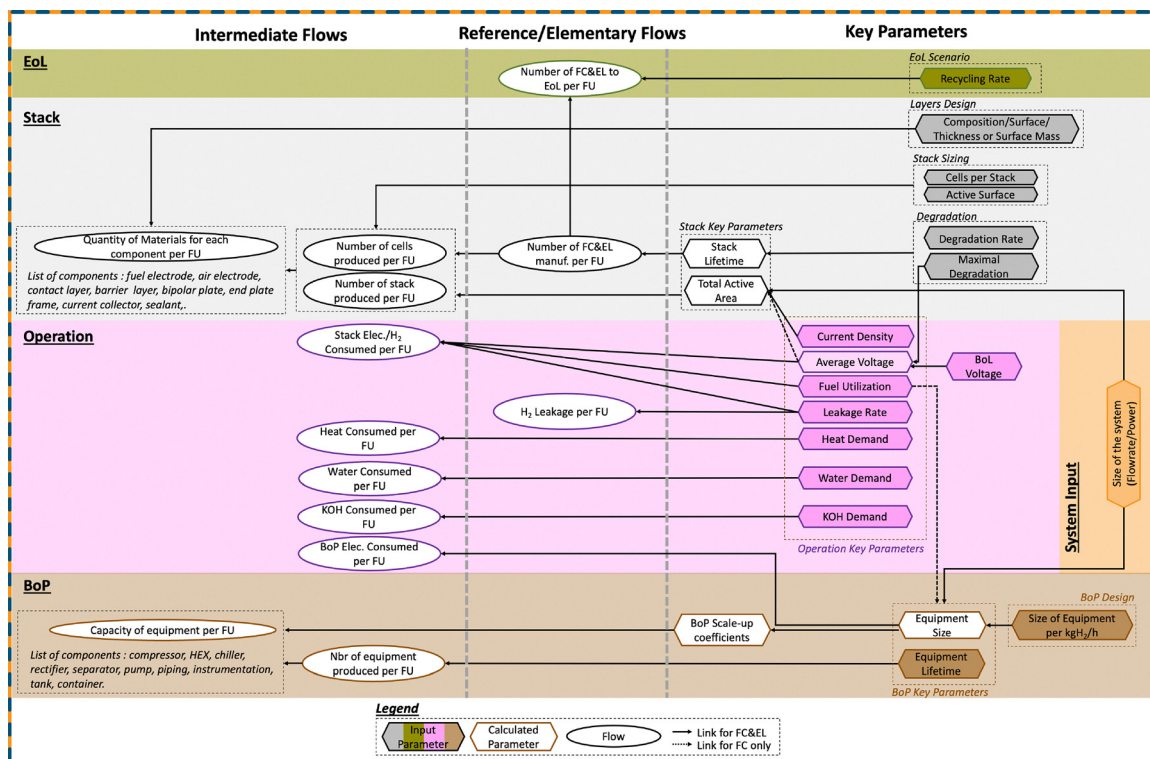 Intermediate Flows
Reference/Elementary Flows
Key Parameters
EoL
Number of FC&EL to
EoL per FU
EoL Scenario
Recycling Rate
Stack
Layers Design
Composition/Surface/
Thickness or Surface Mass
Stack Sizing
Cells per Stack
Active Surface
Degradation
Degradation Rate
Maximal
Degradation
Quantity of Materials for each
component per FU
List of components : fuel electrode, air electrode,
contact layer, barrier layer, bipolar plate, end plate
frame, current collector, sealant,.
Number of cells
produced per FU
Number of stack
produced per FU
Number of FC&EL
manuf. per FU
Stack Key Parameters
Stack
Lifetime
Total Active
Area
Operation
Stack Elec./H₂
Consumed per FU
Current Density
Average Voltage
BoL
Voltage
Fuel Utilization
H₂ Leakage per FU
Leakage Rate
Heat Consumed per
FU
Heat Demand
Water Consumed
per FU
Water Demand
KOH Consumed per
FU
KOH Demand
BoP Elec. Consumed
per FU
Operation Key Parameters
System Input
Size of the system
(Flowrate/Power)
BoP
BoP Design
Capacity of equipment per FU
List of components : compressor, HEX, chiller,
rectifier, separator, pump, piping, instrumentation,
tank, container.
Nbr of equipment
produced per FU
BoP Scale-up
coefficients
Equipment
Size
Size of Equipment
per kgH₂/h
Equipment
Lifetime
BoP Key Parameters
Legend
Input
Parameter
Calculated
Parameter
Flow
Link for FC&EL
Link for FC only